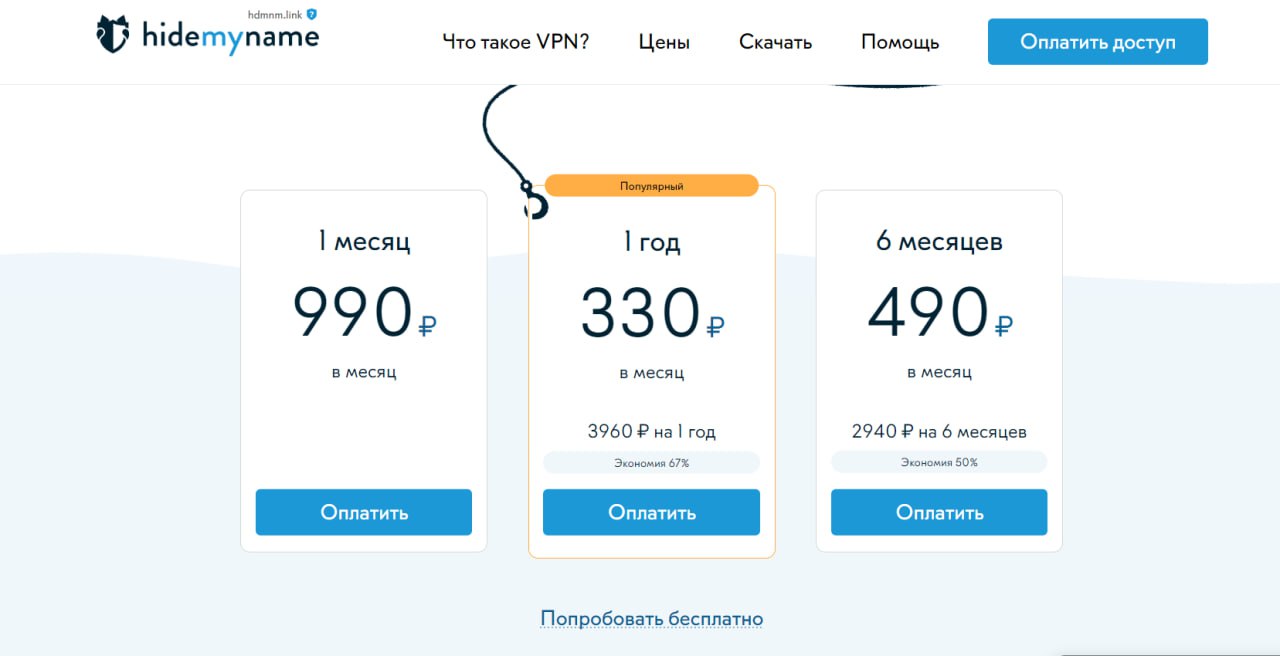 hdmnm.link
hidemyname
Что такое VPN?
Цены
Скачать
Помощь
Оплатить доступ
1 месяц
990 ₽
в месяц
Оплатить
Популярный
1 год
330 ₽
в месяц
3960 ₽ на 1 год
Экономия 67%
Оплатить
6 месяцев
490 ₽
в месяц
2940 ₽ на 6 месяцев
Экономия 50%
Оплатить
Попробовать бесплатно